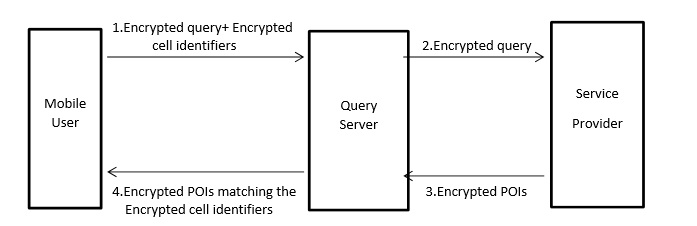 1.Encrypted query+ Encrypted
cell identifiers
2.Encrypted query
Mobile
User
Query
Server
Service
Provider
4.Encrypted POIs matching the
Encrypted cell identifiers
3.Encrypted POIs